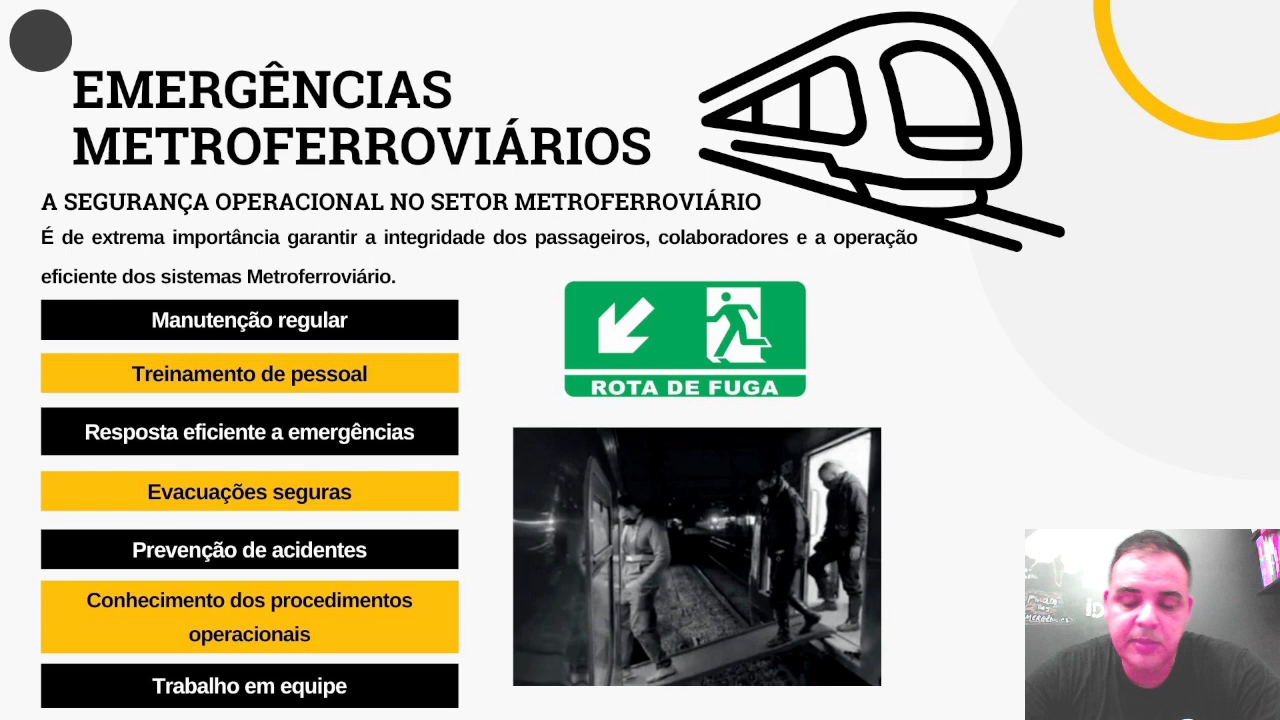 EMERGÊNCIAS
METROFERROVIÁRIOS
A SEGURANÇA OPERACIONAL NO SETOR METROFERROVIÁRIO
É de extrema importância garantir a integridade dos passageiros, colaboradores e a operação
eficiente dos sistemas Metroferroviário.
Manutenção regular
Treinamento de pessoal
Resposta eficiente a emergências
Evacuações seguras
Prevenção de acidentes
Conhecimento dos procedimentos
operacionais
Trabalho em equipe
ROTA DE FUGA